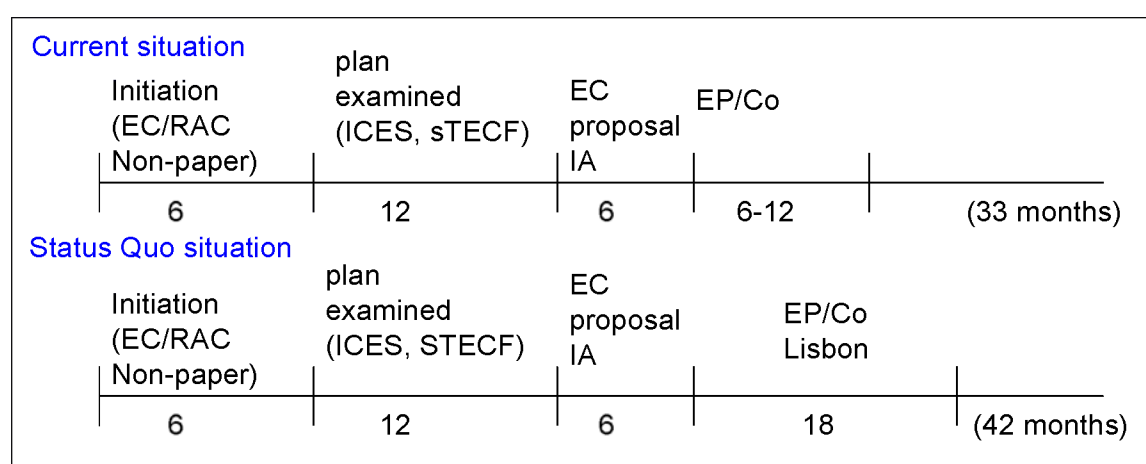 Current situation
Initiation
(EC/RAC
Non-paper)
plan
examined
(ICES, sTECF)
EC
proposal
IA
EP/Co
6
12
6
6-12
(33 months)
Status Quo situation
Initiation
(EC/RAC
Non-paper)
plan
examined
(ICES, STECF)
EC
proposal
IA
EP/Co
Lisbon
6
12
6
18
(42 months)